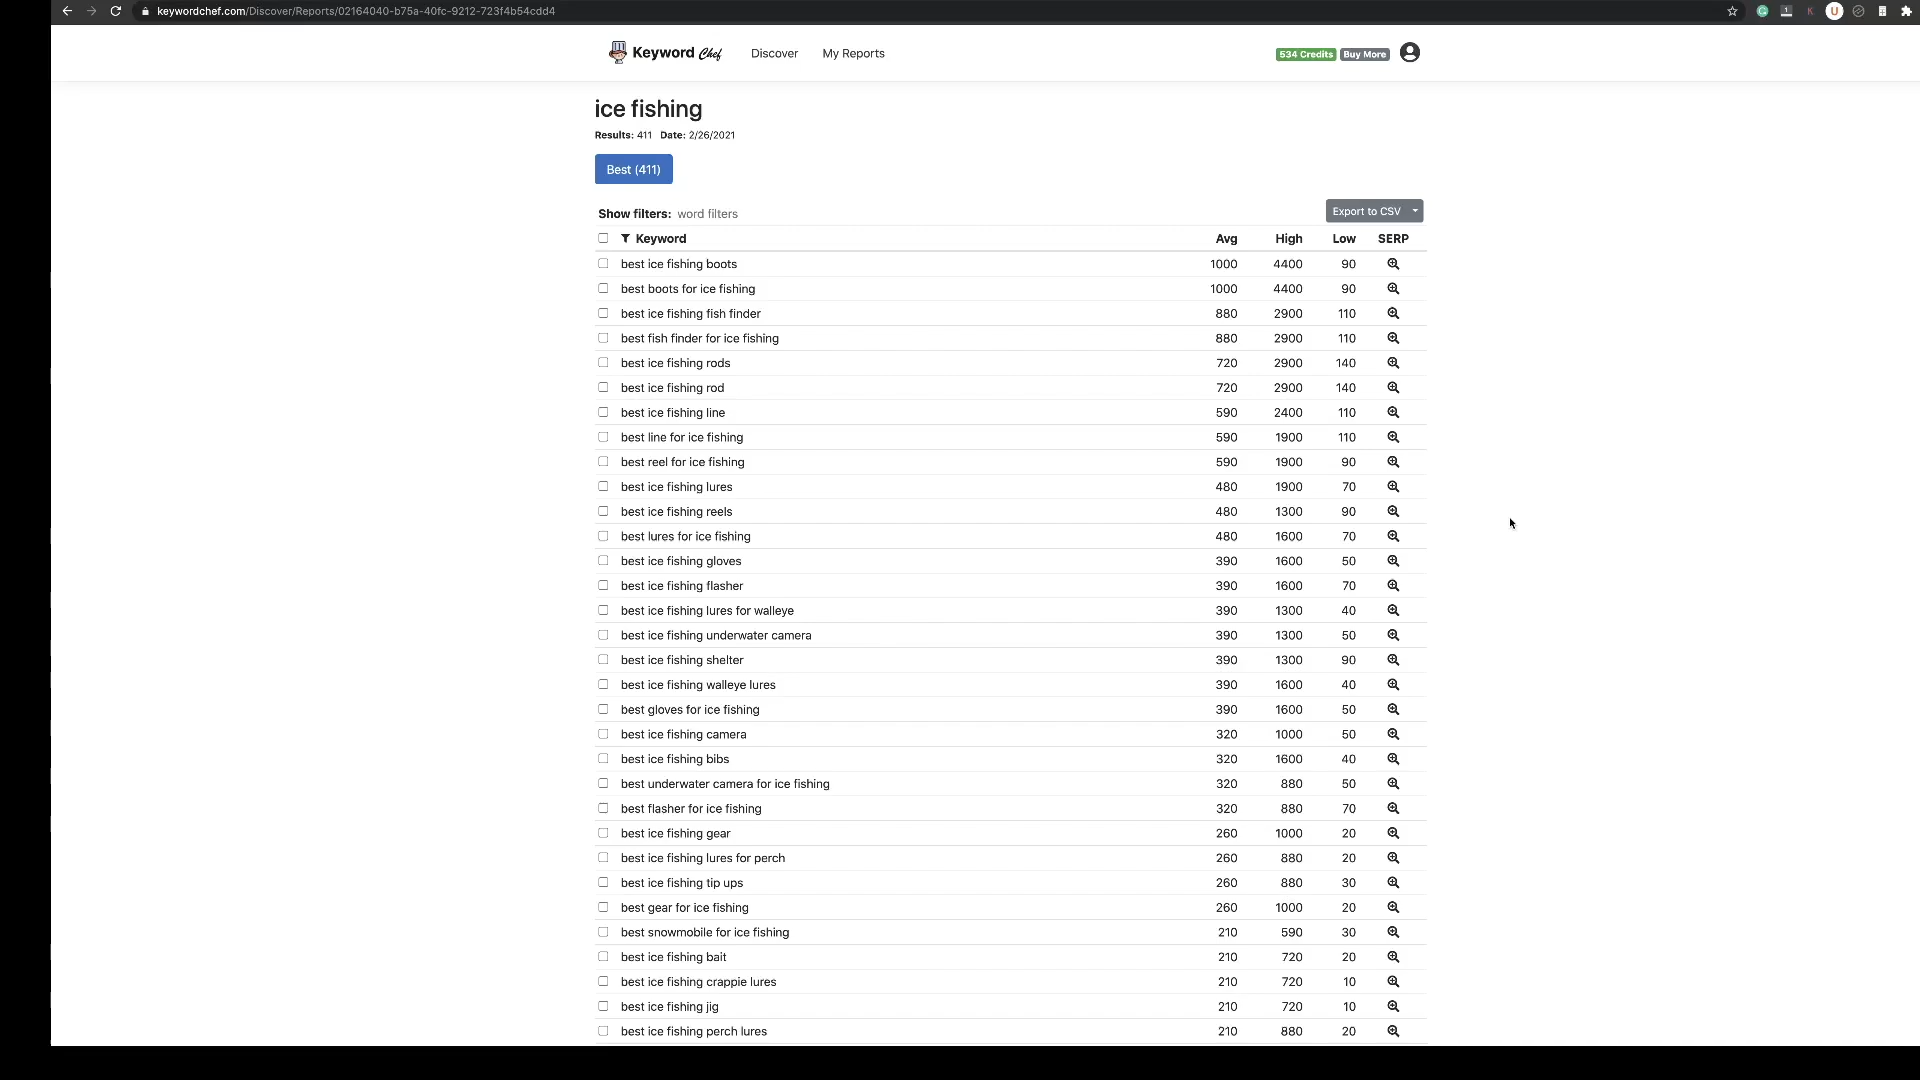 keywordchef.com/Discover/Reports/02164040-b75a-40fc-9212-723f4b54cdd4
Keyword Chef Discover My Reports 534 Credits Buy More
ice fishing
Results: 411 Date: 2/26/2021
Best (411)
Show filters: word filters Export to CSV
Keyword Avg High Low SERP
best ice fishing boots 1000 4400 90
best boots for ice fishing 1000 4400 90
best ice fishing fish finder 880 2900 110
best fish finder for ice fishing 880 2900 110
best ice fishing rods 720 2900 140
best ice fishing rod 720 2900 140
best ice fishing line 590 2400 110
best line for ice fishing 590 1900 110
best reel for ice fishing 590 1900 90
best ice fishing lures 480 1900 70
best ice fishing reels 480 1300 90
best lures for ice fishing 480 1600 70
best ice fishing gloves 390 1600 50
best ice fishing flasher 390 1600 70
best ice fishing lures for walleye 390 1300 40
best ice fishing underwater camera 390 1300 50
best ice fishing shelter 390 1300 90
best ice fishing walleye lures 390 1600 40
best gloves for ice fishing 390 1600 50
best ice fishing camera 320 1000 50
best ice fishing bibs 320 1600 40
best underwater camera for ice fishing 320 880 50
best flasher for ice fishing 320 880 70
best ice fishing gear 260 1000 20
best ice fishing lures for perch 260 880 20
best ice fishing tip ups 260 880 30
best gear for ice fishing 260 1000 20
best snowmobile for ice fishing 210 590 30
best ice fishing bait 210 720 20
best ice fishing crappie lures 210 720 10
best ice fishing jig 210 720 10
best ice fishing perch lures 210 880 20